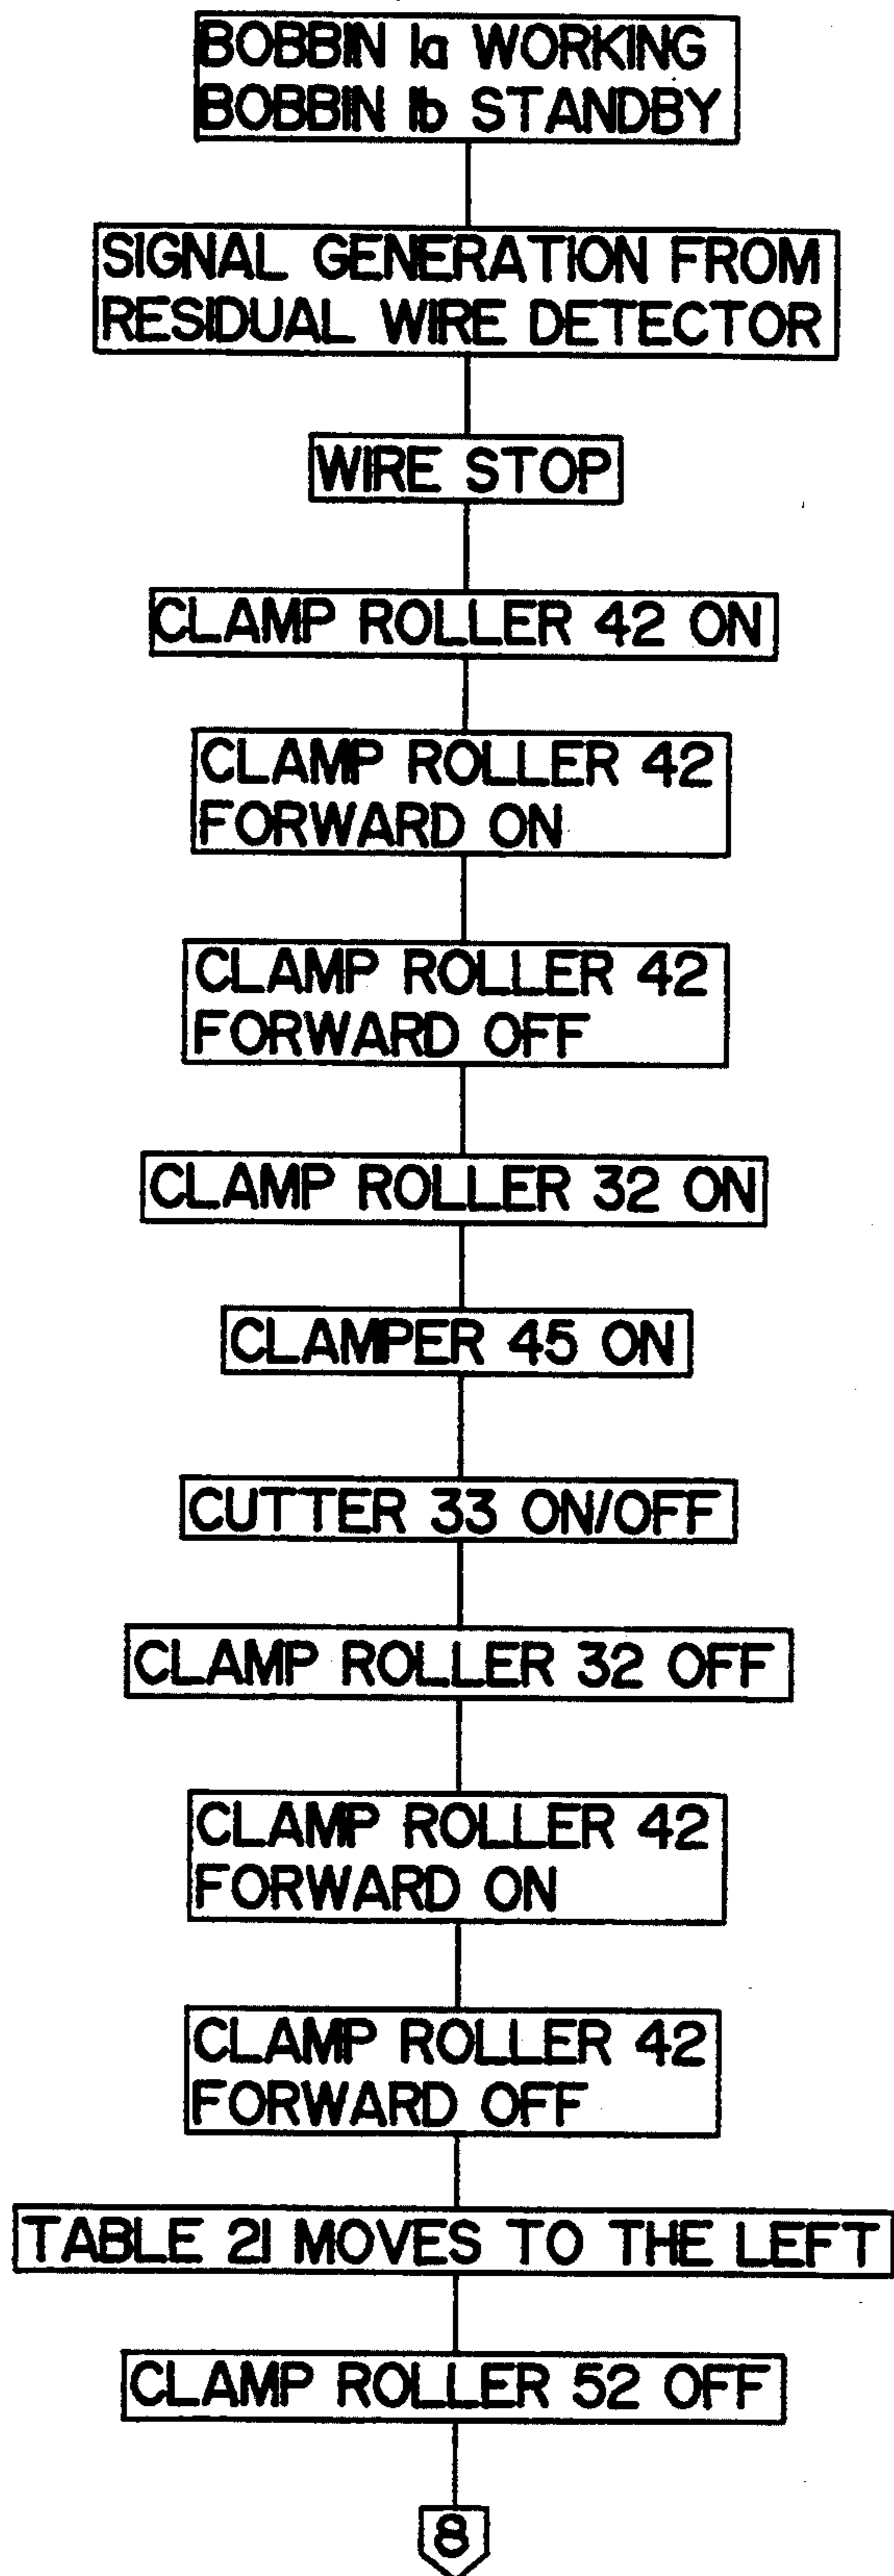 BOBBIN 1a WORKING
BOBBIN 1b STANDBY
SIGNAL GENERATION FROM
RESIDUAL WIRE DETECTOR
WIRE STOP
CLAMP ROLLER 42 ON
CLAMP ROLLER 42
FORWARD ON
CLAMP ROLLER 42
FORWARD OFF
CLAMP ROLLER 32 ON
CLAMPER 45 ON
CUTTER 33 ON/OFF
CLAMP ROLLER 32 OFF
CLAMP ROLLER 42
FORWARD ON
CLAMP ROLLER 42
FORWARD OFF
TABLE 21 MOVES TO THE LEFT
CLAMP ROLLER 52 OFF
8